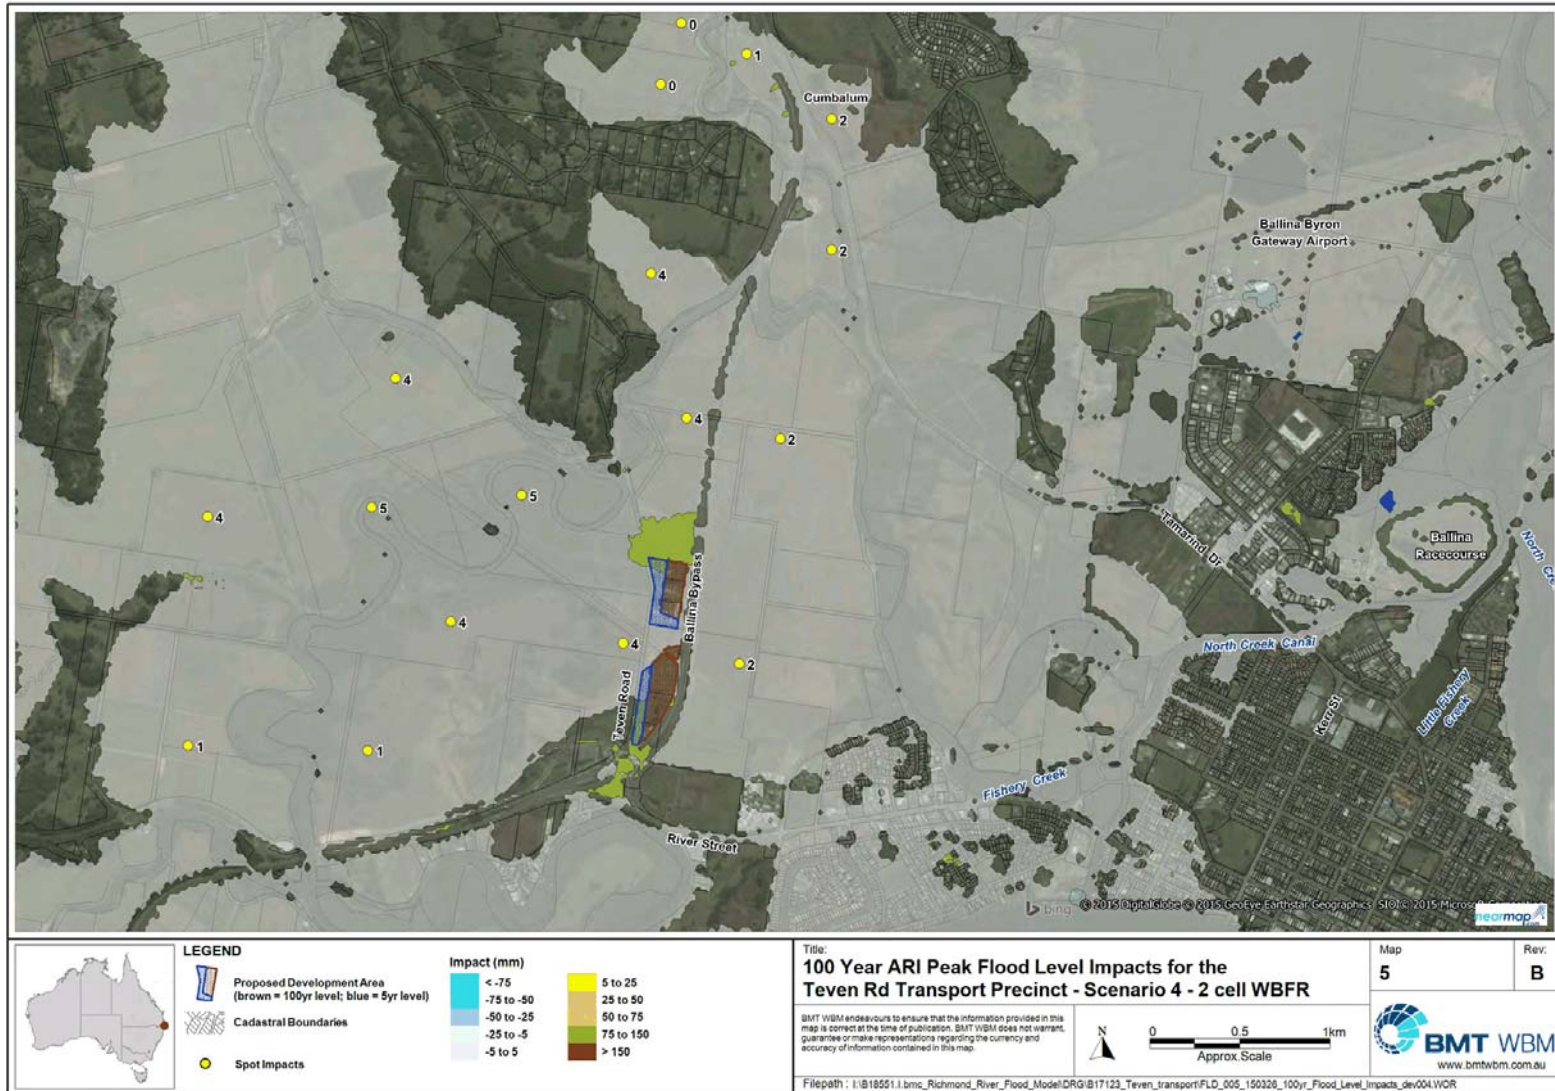 0
1
0
Cumbalum
2
Ballina Byron
Gateway Airport
2
4
4
4
2
5
5
4
Tamarind Dr
Ballina
Racecourse
North Cre
Ballina Bypass
4
4
2
North Creek Canal
Teven Road
Kerr St
Little Fishery
Creek
1
1
Fishery Creek
River Street
bing
© 2015 DigitalGlobe © 2015 GeoEye Earthstar Geographics SIO © 2015 Microsoft Corporation
nearmap
.com
LEGEND
Proposed Development Area
(brown = 100yr level; blue = 5yr level)
Cadastral Boundaries
Spot Impacts
Impact (mm)
< -75
-75 to -50
-50 to -25
-25 to -5
-5 to 5
5 to 25
25 to 50
50 to 75
75 to 150
> 150
Title:
100 Year ARI Peak Flood Level Impacts for the
Teven Rd Transport Precinct - Scenario 4 - 2 cell WBFR
BMT WBM endeavours to ensure that the information provided in this
map is correct at the time of publication. BMT WBM does not warrant,
guarantee or make representations regarding the currency and
accuracy of information contained in this map.
N
0 0.5 1km
Approx.Scale
Map
5
Rev:
B
BMT WBM
www.bmtwbm.com.au
Filepath : I:\B18551.I.bmc_Richmond_River_Flood_Model\DRG\B17123_Teven_transport\FLD_005_150326_100yr_Flood_Level_Impacts_dev004.WOR